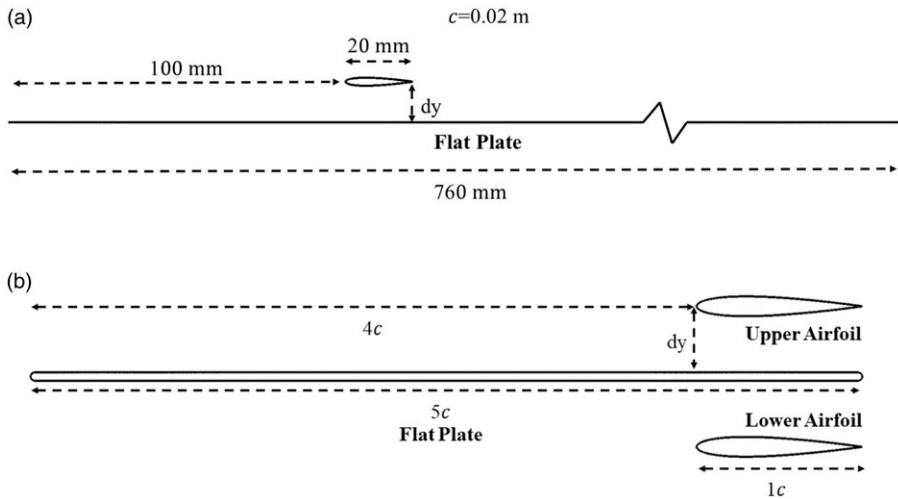 (a)
c=0.02 m
20 mm
100 mm
dy
Flat Plate
760 mm
(b)
4c
dy
Upper Airfoil
5c
Flat Plate
Lower Airfoil
1c